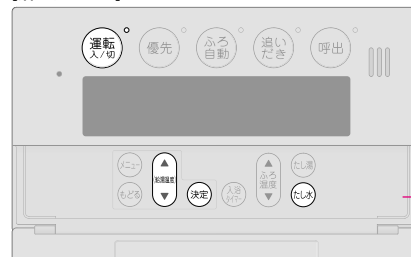 運転
入/切
優先
ふろ
自動
追い
だき
呼出
メニュー
▲
給湯温度
▼
もどる
決定
入浴
タイマー
▲
ふろ
温度
▼
たし湯
たし水